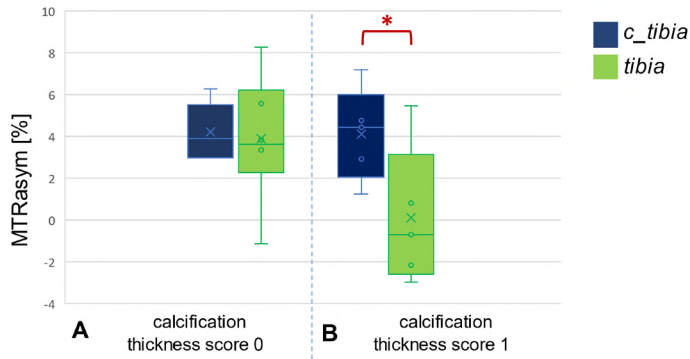 10
8
6
4
2
0
2
-4
MTRasym [%]
*
c_tibia
tibia
A
calcification
thickness score 0
B
calcification
thickness score 1